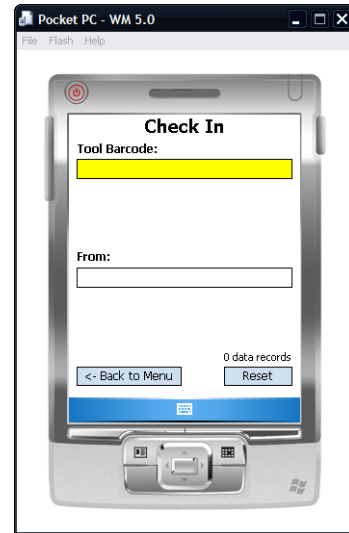 Pocket PC - WM 5.0
File Flash Help
Check In
Tool Barcode:
From:
0 data records
<- Back to Menu Reset